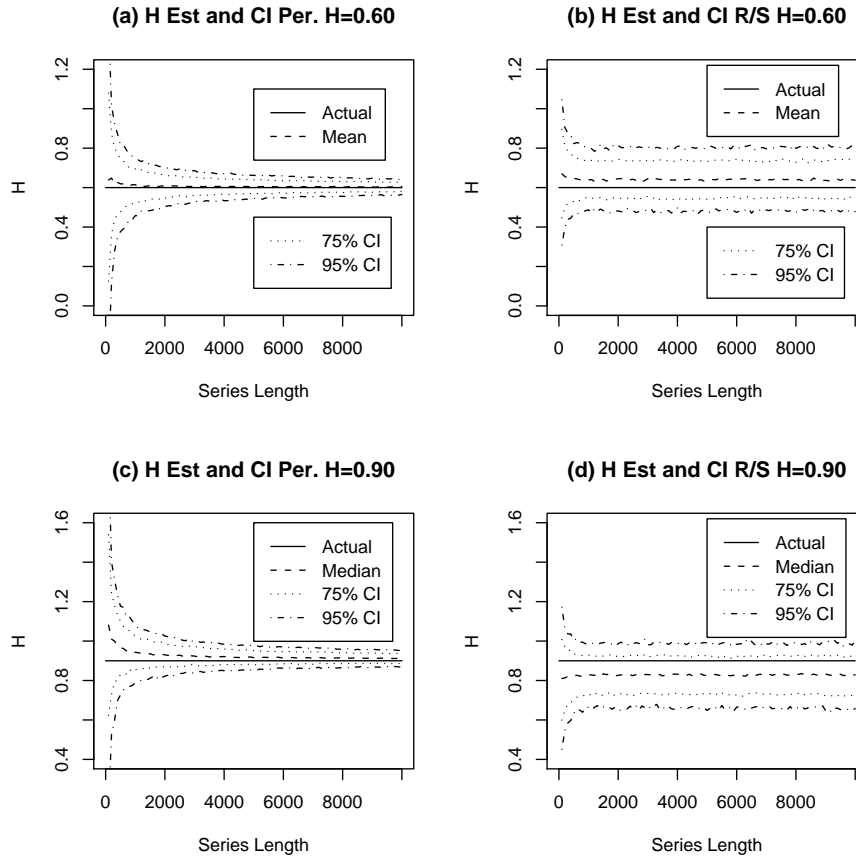 (a) H Est and CI Per. H=0.60
1.2
0.8
0.4
0.0
H
Actual
Mean
75% CI
95% CI
0 2000 4000 6000 8000
Series Length
(b) H Est and CI R/S H=0.60
1.2
0.8
0.4
0.0
H
Actual
Mean
75% CI
95% CI
0 2000 4000 6000 8000
Series Length
(c) H Est and CI Per. H=0.90
1.6
1.2
0.8
0.4
H
Actual
Median
75% CI
95% CI
0 2000 4000 6000 8000
Series Length
(d) H Est and CI R/S H=0.90
1.6
1.2
0.8
0.4
H
Actual
Median
75% CI
95% CI
0 2000 4000 6000 8000
Series Length